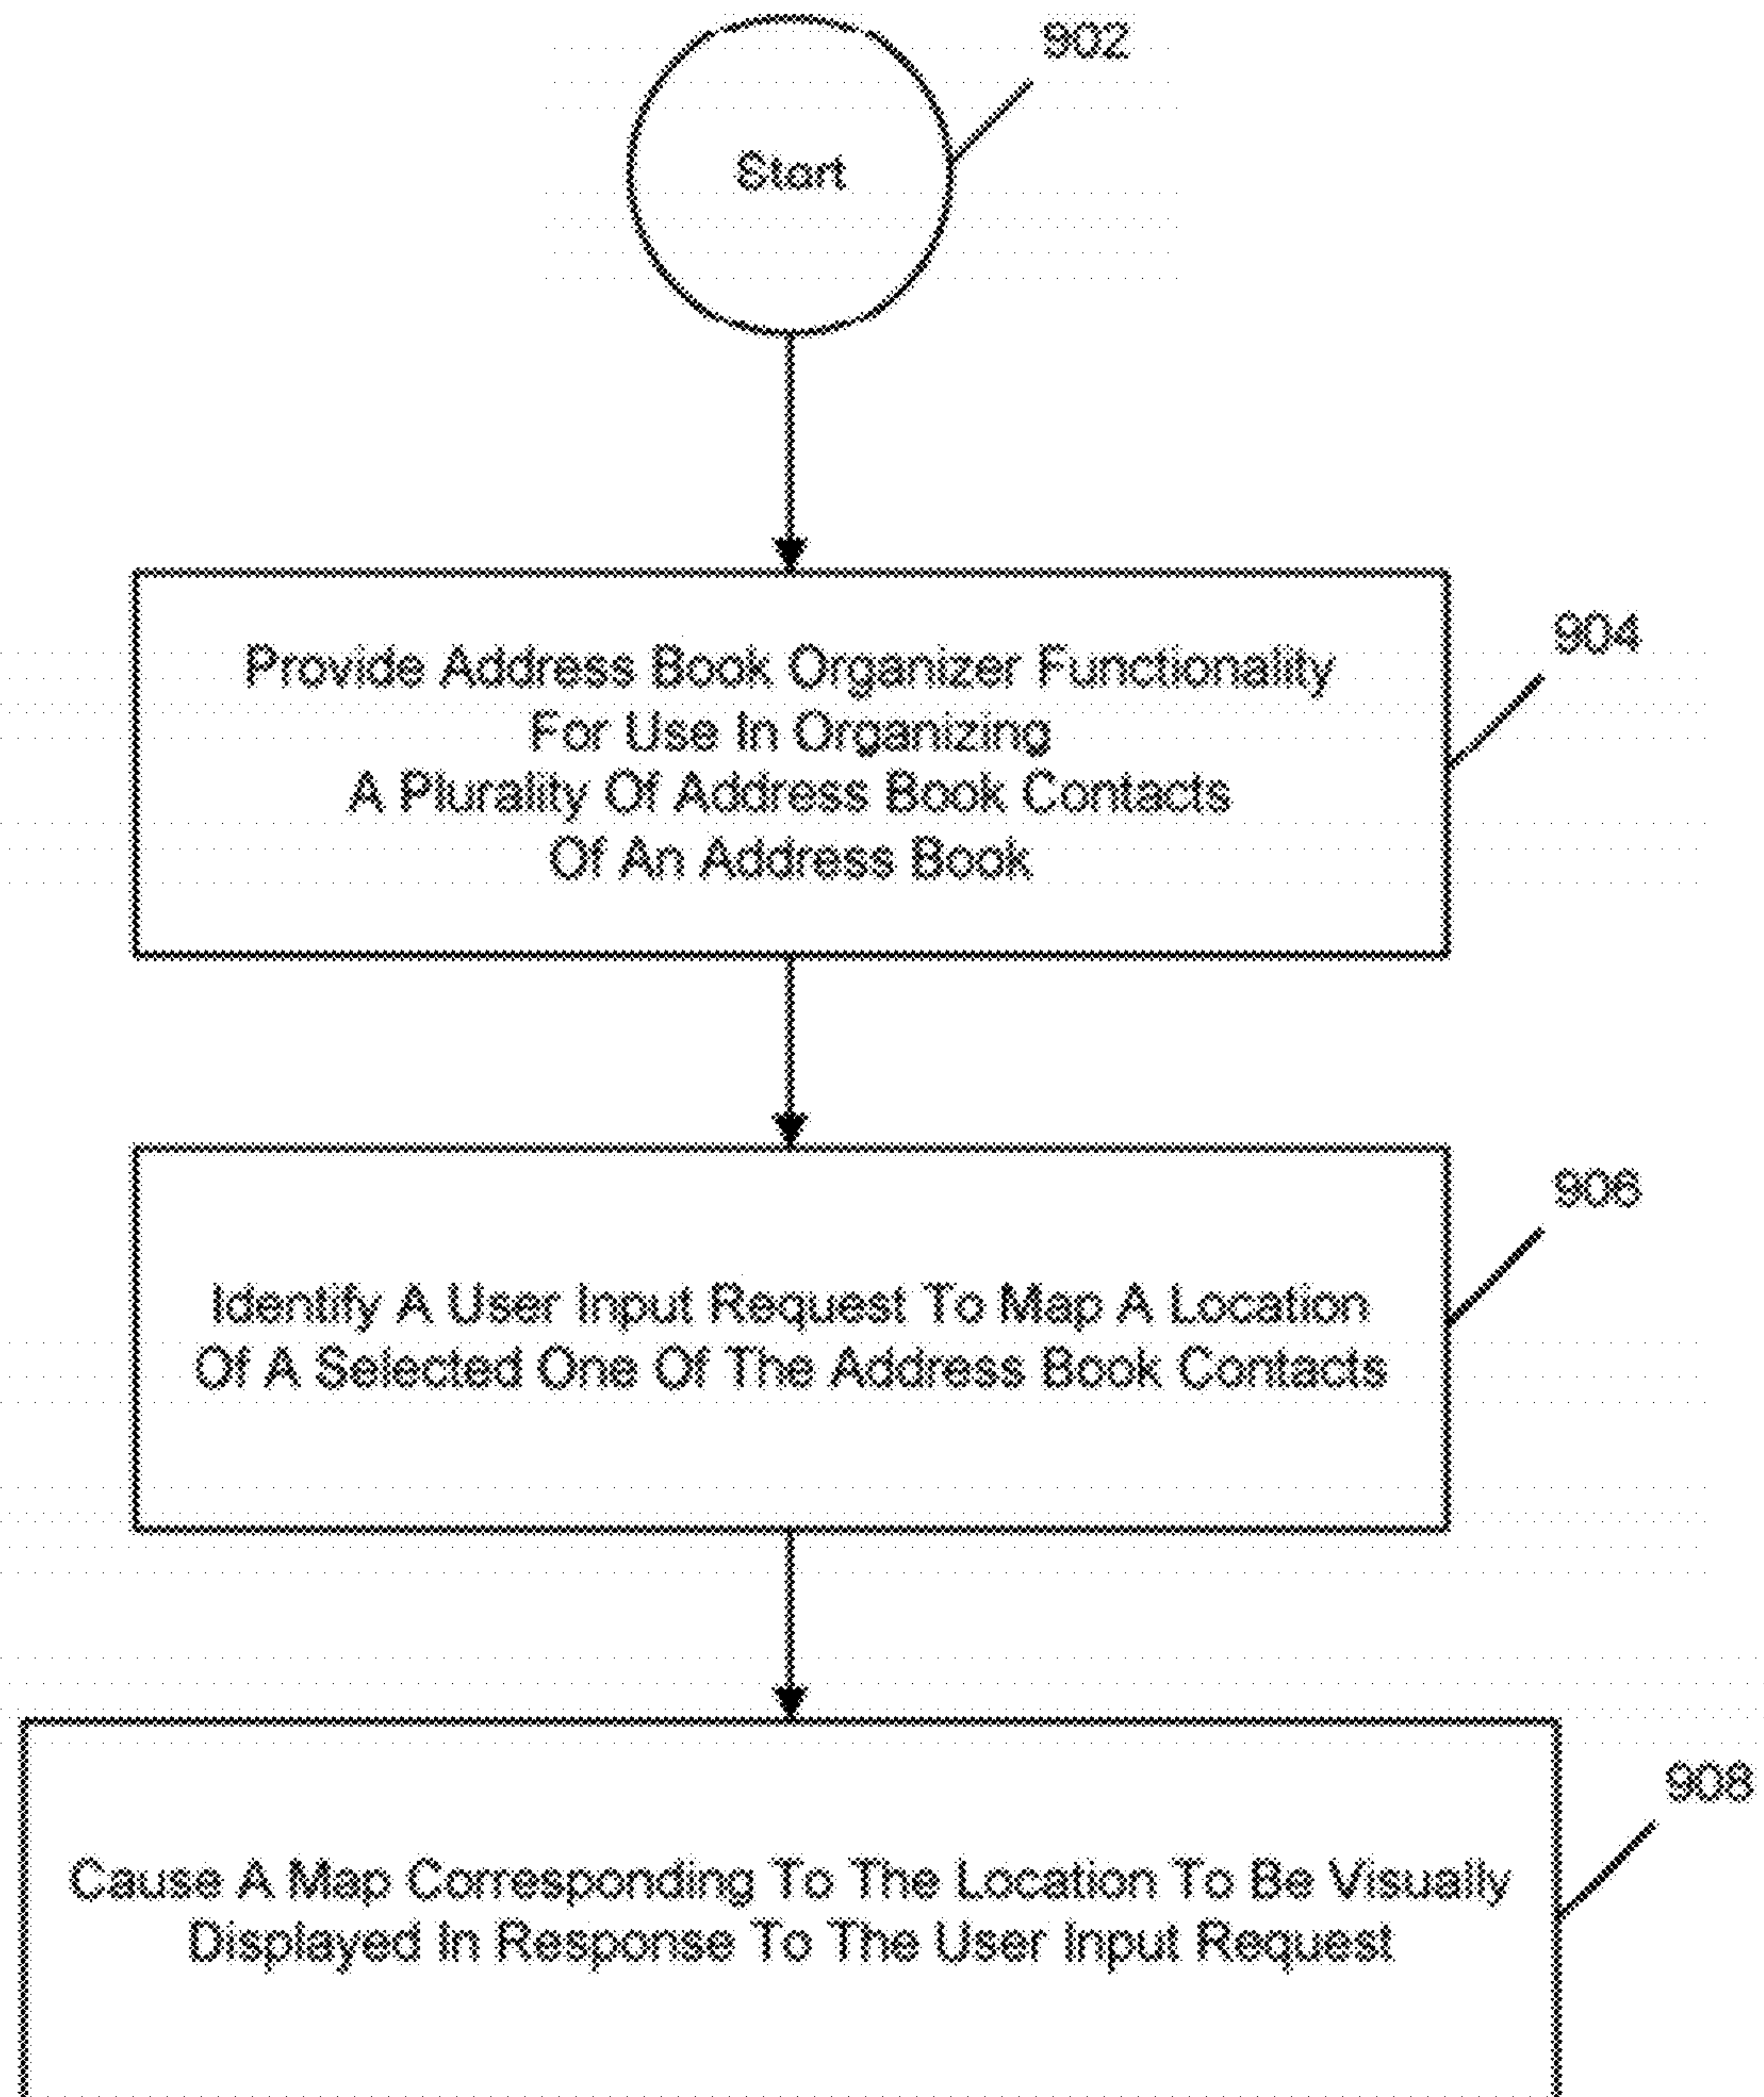 902
Start
904
Provide Address Book Organizer Functionality
For Use In Organizing
A Plurality Of Address Book Contacts
Of An Address Book
906
Identify A User Input Request To Map A Location
Of A Selected One Of The Address Book Contacts
908
Cause A Map Corresponding To The Location To Be Visually
Displayed In Response To The User Input Request